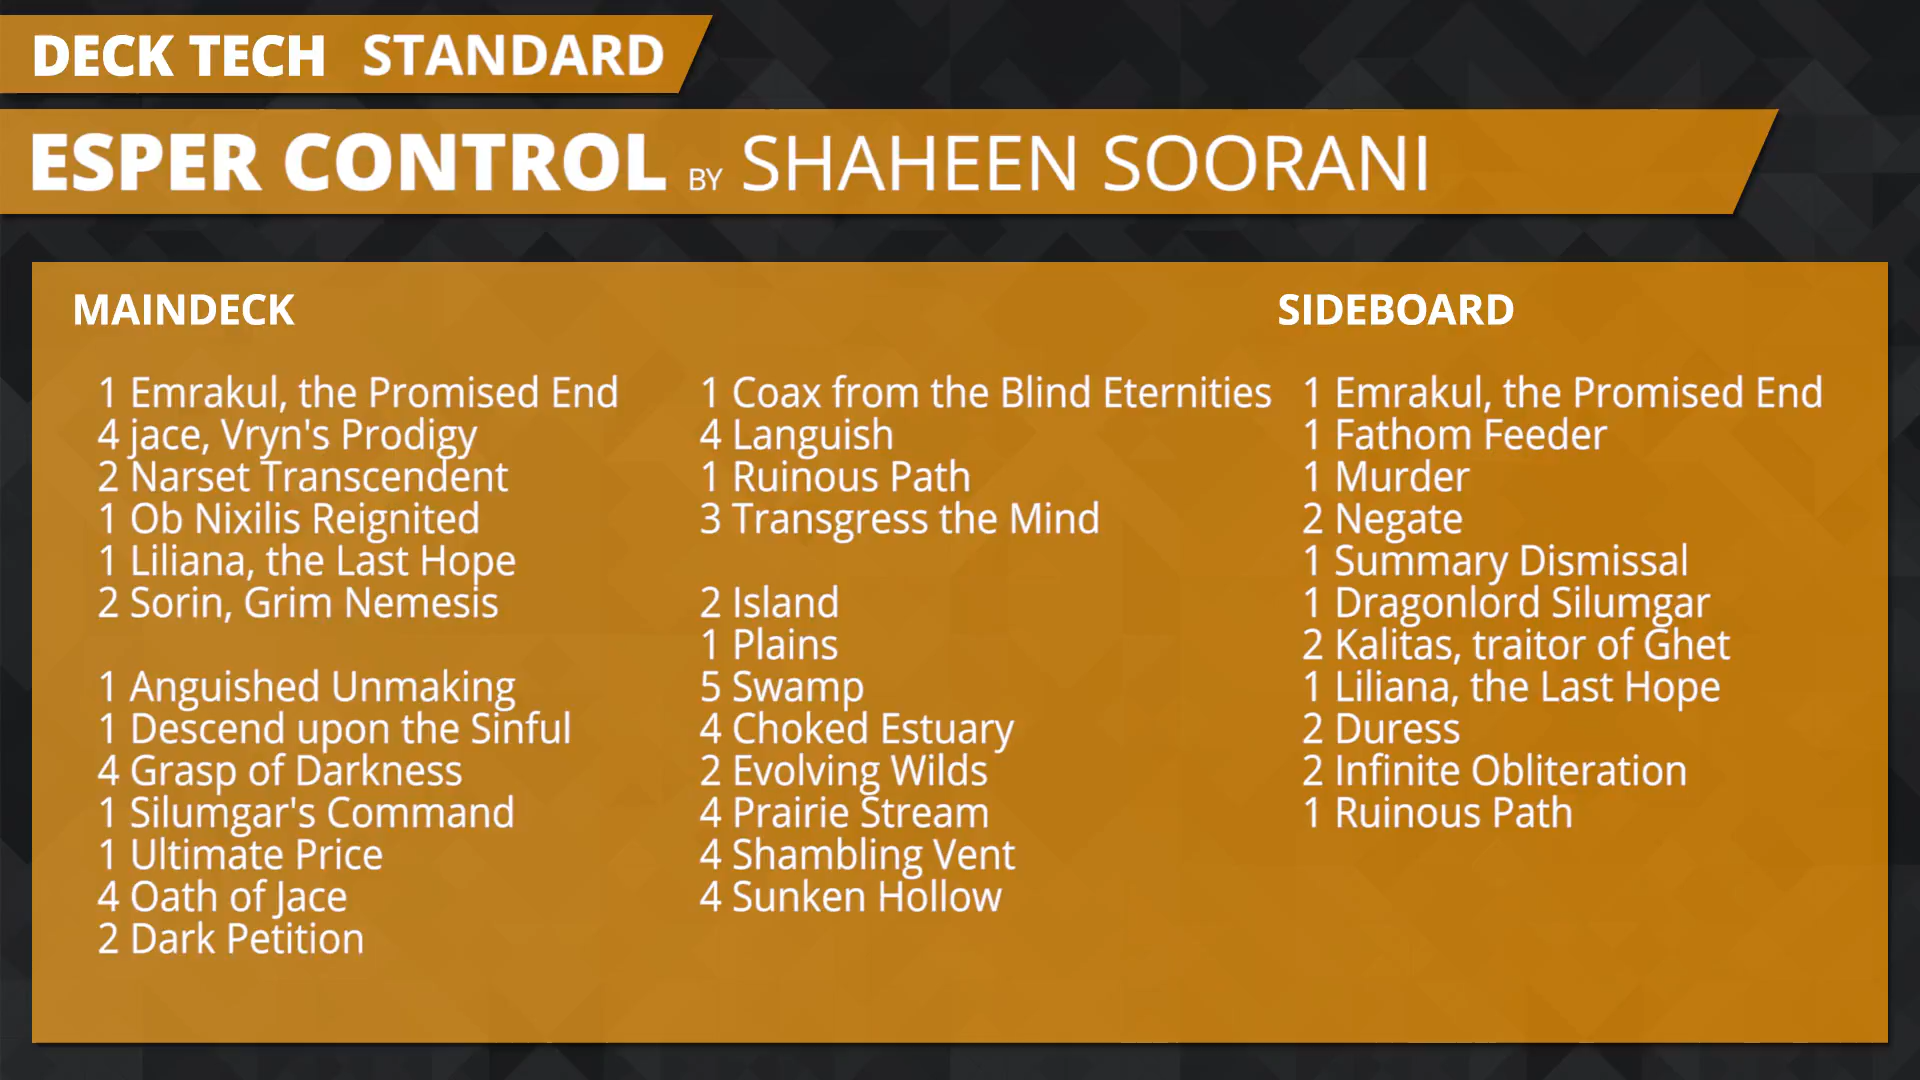 DECK TECH STANDARD
ESPER CONTROL BY SHAHEEN SOORANI
MAINDECK
1 Emrakul, the Promised End
4 jace, Vryn's Prodigy
2 Narset Transcendent
1 Ob Nixilis Reignited
1 Liliana, the Last Hope
2 Sorin, Grim Nemesis
1 Anguished Unmaking
1 Descend upon the Sinful
4 Grasp of Darkness
1 Silumgar's Command
1 Ultimate Price
4 Oath of Jace
2 Dark Petition
1 Coax from the Blind Eternities
4 Languish
1 Ruinous Path
3 Transgress the Mind
2 Island
1 Plains
5 Swamp
4 Choked Estuary
2 Evolving Wilds
4 Prairie Stream
4 Shambling Vent
4 Sunken Hollow
SIDEBOARD
1 Emrakul, the Promised End
1 Fathom Feeder
1 Murder
2 Negate
1 Summary Dismissal
1 Dragonlord Silumgar
2 Kalitas, traitor of Ghet
1 Liliana, the Last Hope
2 Duress
2 Infinite Obliteration
1 Ruinous Path